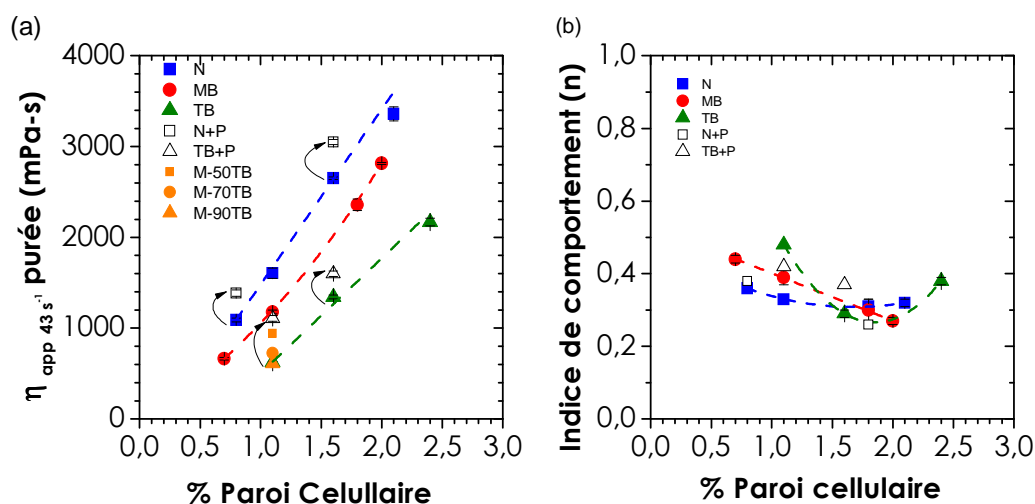 (a)
4000
3000
2000
1000
0
η app 43 s⁻¹ purée (mPa-s)
N
MB
TB
N+P
TB+P
M-50TB
M-70TB
M-90TB
0,0 0,5 1,0 1,5 2,0 2,5 3,0
% Paroi Celullaire
(b)
1,0
0,8
0,6
0,4
0,2
0,0
Indice de comportement (n)
N
MB
TB
N+P
TB+P
0,0 0,5 1,0 1,5 2,0 2,5 3,0
% Paroi cellulaire